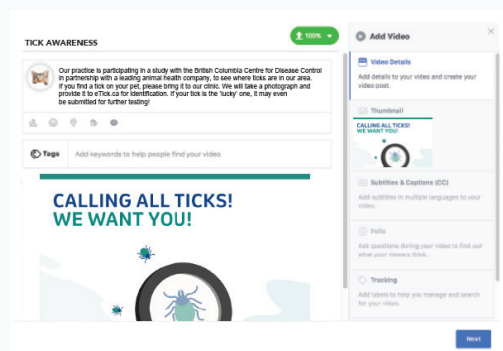 TICK AWARENESS
100%
Our practice is participating in a study with the British Columbia Centre for Disease Control
in partnership with a leading animal health company, to see where ticks are in our area.
If you find a tick on your pet, please bring it to our clinic. We will take a photograph and
provide it to eTick.ca for identification. If your tick is the 'lucky' one, it may even
be submitted for further testing!
Tags
Add keywords to help people find your video
CALLING ALL TICKS!
WE WANT YOU!
Add Video
Video Details
Add details to your video and create your
video post.
Thumbnail
CALLING ALL TICKS!
WE WANT YOU!
Subtitles & Captions (CC)
Add subtitles in multiple languages to your
video.
Polls
Ask questions during your video to find out
what your viewers think.
Tracking
Add labels to help you manage and search
for your video.
Next